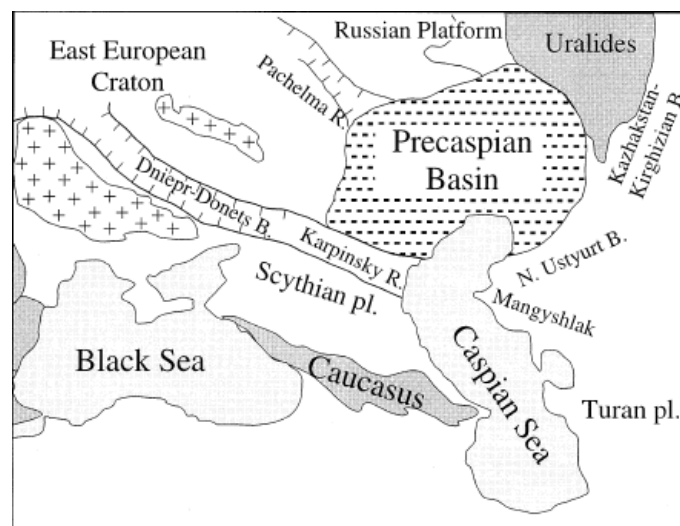 Russian Platform
East European
Craton
Uralides
Pachelma R.
Kazhakstan-
Kirghizian B.
Precaspian
Basin
Dniepr-Donets B.
Karpinsky R.
N. Ustyurt B.
Scythian pl.
Mangyshlak
Black Sea
Caucasus
Caspian Sea
Turan pl.